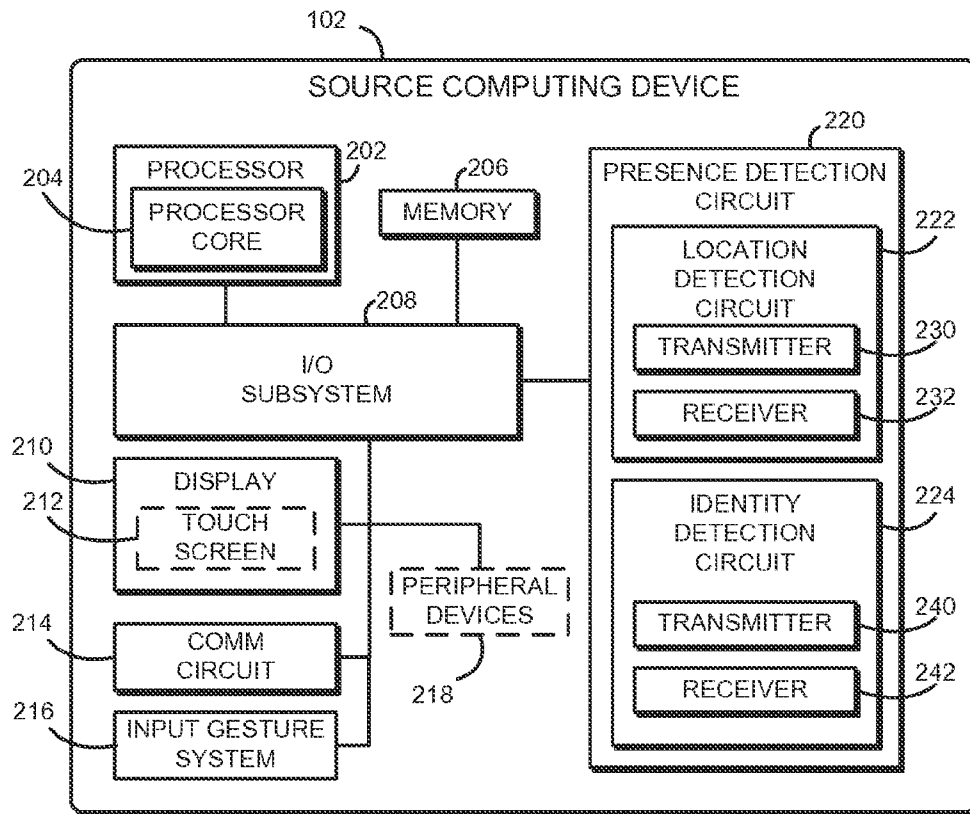 102
SOURCE COMPUTING DEVICE
202
PROCESSOR
204
PROCESSOR
CORE
206
MEMORY
208
I/O
SUBSYSTEM
210
DISPLAY
212
TOUCH
SCREEN
214
COMM
CIRCUIT
216
INPUT GESTURE
SYSTEM
PERIPHERAL
DEVICES
218
220
PRESENCE DETECTION
CIRCUIT
222
LOCATION
DETECTION
CIRCUIT
TRANSMITTER
230
RECEIVER
232
224
IDENTITY
DETECTION
CIRCUIT
TRANSMITTER
240
RECEIVER
242